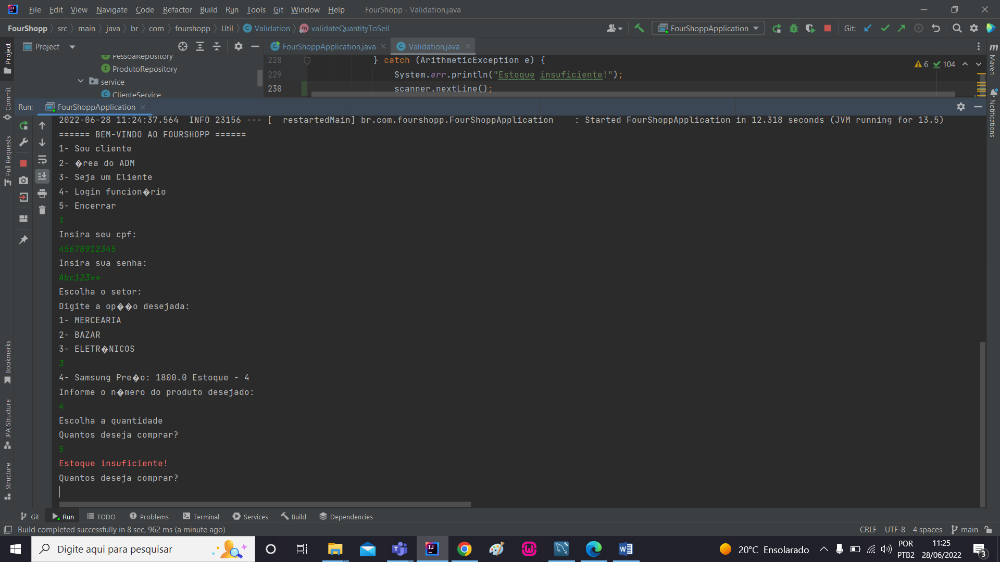 File Edit View Navigate Code Refactor Build Run Tools Git Window Help FourShopp - Validation.java
FourShopp src main java br com fourshopp Util Validation validateQuantityToSell FourShoppApplication Git:
Project FourShoppApplication.java Validation.java
PessoaRepository
ProdutoRepository
service
ClienteService
228 } catch (ArithmeticException e) {
229 System.err.println("Estoque insuficiente!");
230 scanner.nextLine();
6 104
Project
Commit
Pull Requests
Bookmarks
JPA Structure
Structure
Maven
Notifications
Run: FourShoppApplication
2022-06-28 11:24:37.564 INFO 23156 --- [ restartedMain] br.com.fourshopp.FourShoppApplication : Started FourShoppApplication in 12.318 seconds (JVM running for 13.5)
====== BEM-VINDO AO FOURSHOPP ======
1- Sou cliente
2- �rea do ADM
3- Seja um Cliente
4- Login funcion�rio
5- Encerrar
1
Insira seu cpf:
45678912345
Insira sua senha:
Abc123**
Escolha o setor:
Digite a op��o desejada:
1- MERCEARIA
2- BAZAR
3- ELETR�NICOS
3
4- Samsung Pre�o: 1800.0 Estoque - 4
Informe o n�mero do produto desejado:
4
Escolha a quantidade
Quantos deseja comprar?
5
Estoque insuficiente!
Quantos deseja comprar?
Git Run TODO Problems Terminal Services Build Dependencies
Build completed successfully in 8 sec, 962 ms (a minute ago) CRLF UTF-8 4 spaces main
Digite aqui para pesquisar
20°C Ensolarado
POR
PTB2
11:25
28/06/2022
3